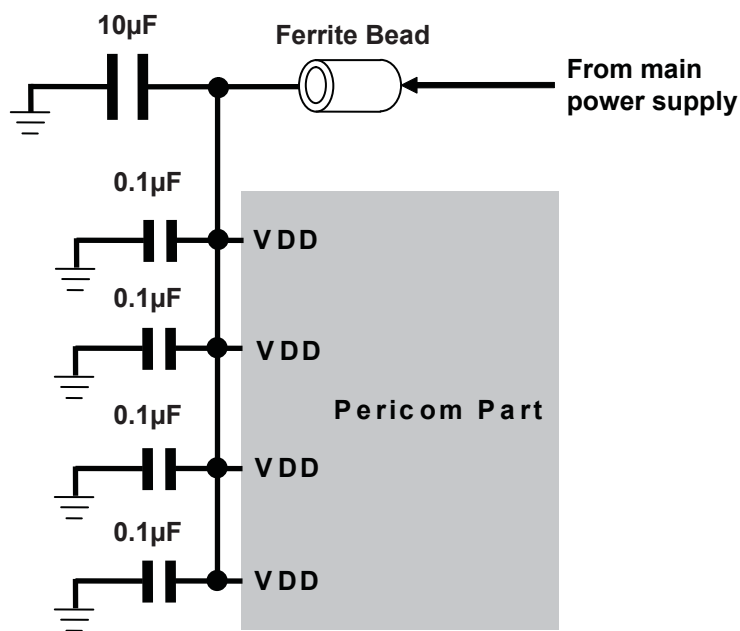 10µF
Ferrite Bead
From main
power supply
0.1µF
VDD
0.1µF
VDD
Pericom Part
0.1µF
VDD
0.1µF
VDD